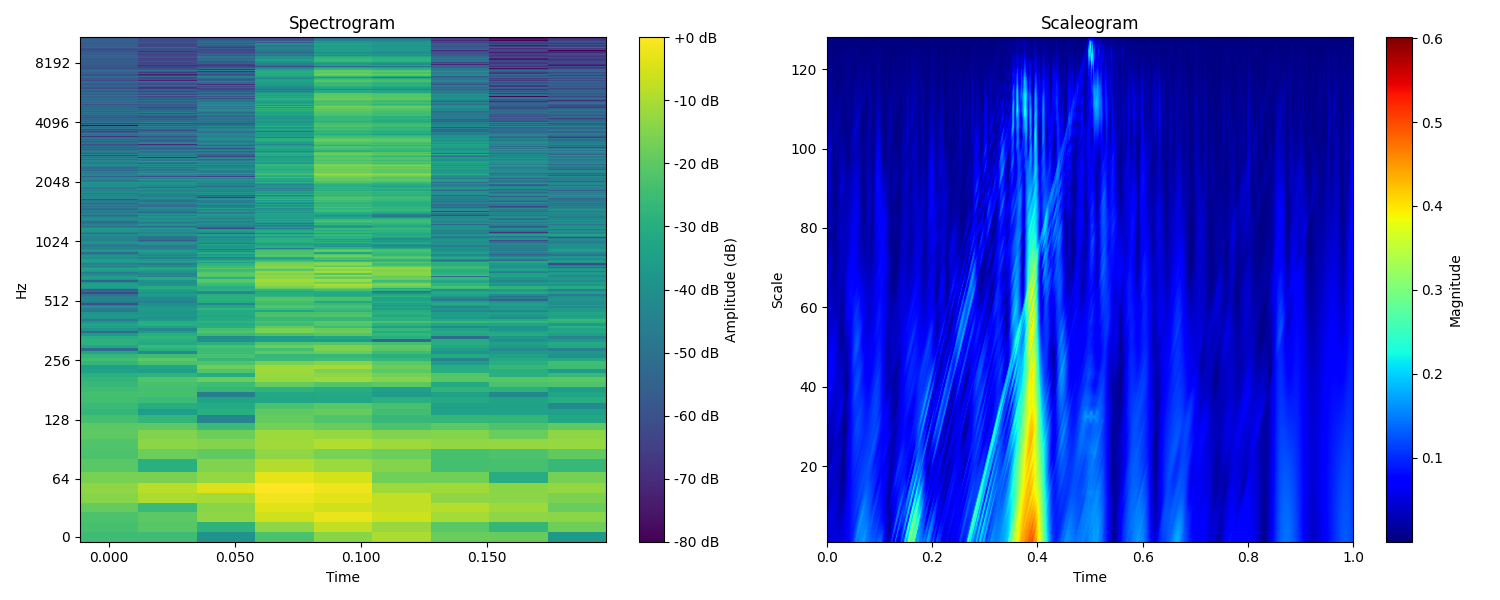 Spectrogram
Hz
8192
4096
2048
1024
512
256
128
64
0
0.000
0.050
0.100
0.150
Time
+0 dB
-10 dB
-20 dB
-30 dB
-40 dB
-50 dB
-60 dB
-70 dB
-80 dB
Amplitude (dB)
Scaleogram
Scale
120
100
80
60
40
20
0.0
0.2
0.4
0.6
0.8
1.0
Time
0.6
0.5
0.4
0.3
0.2
0.1
Magnitude